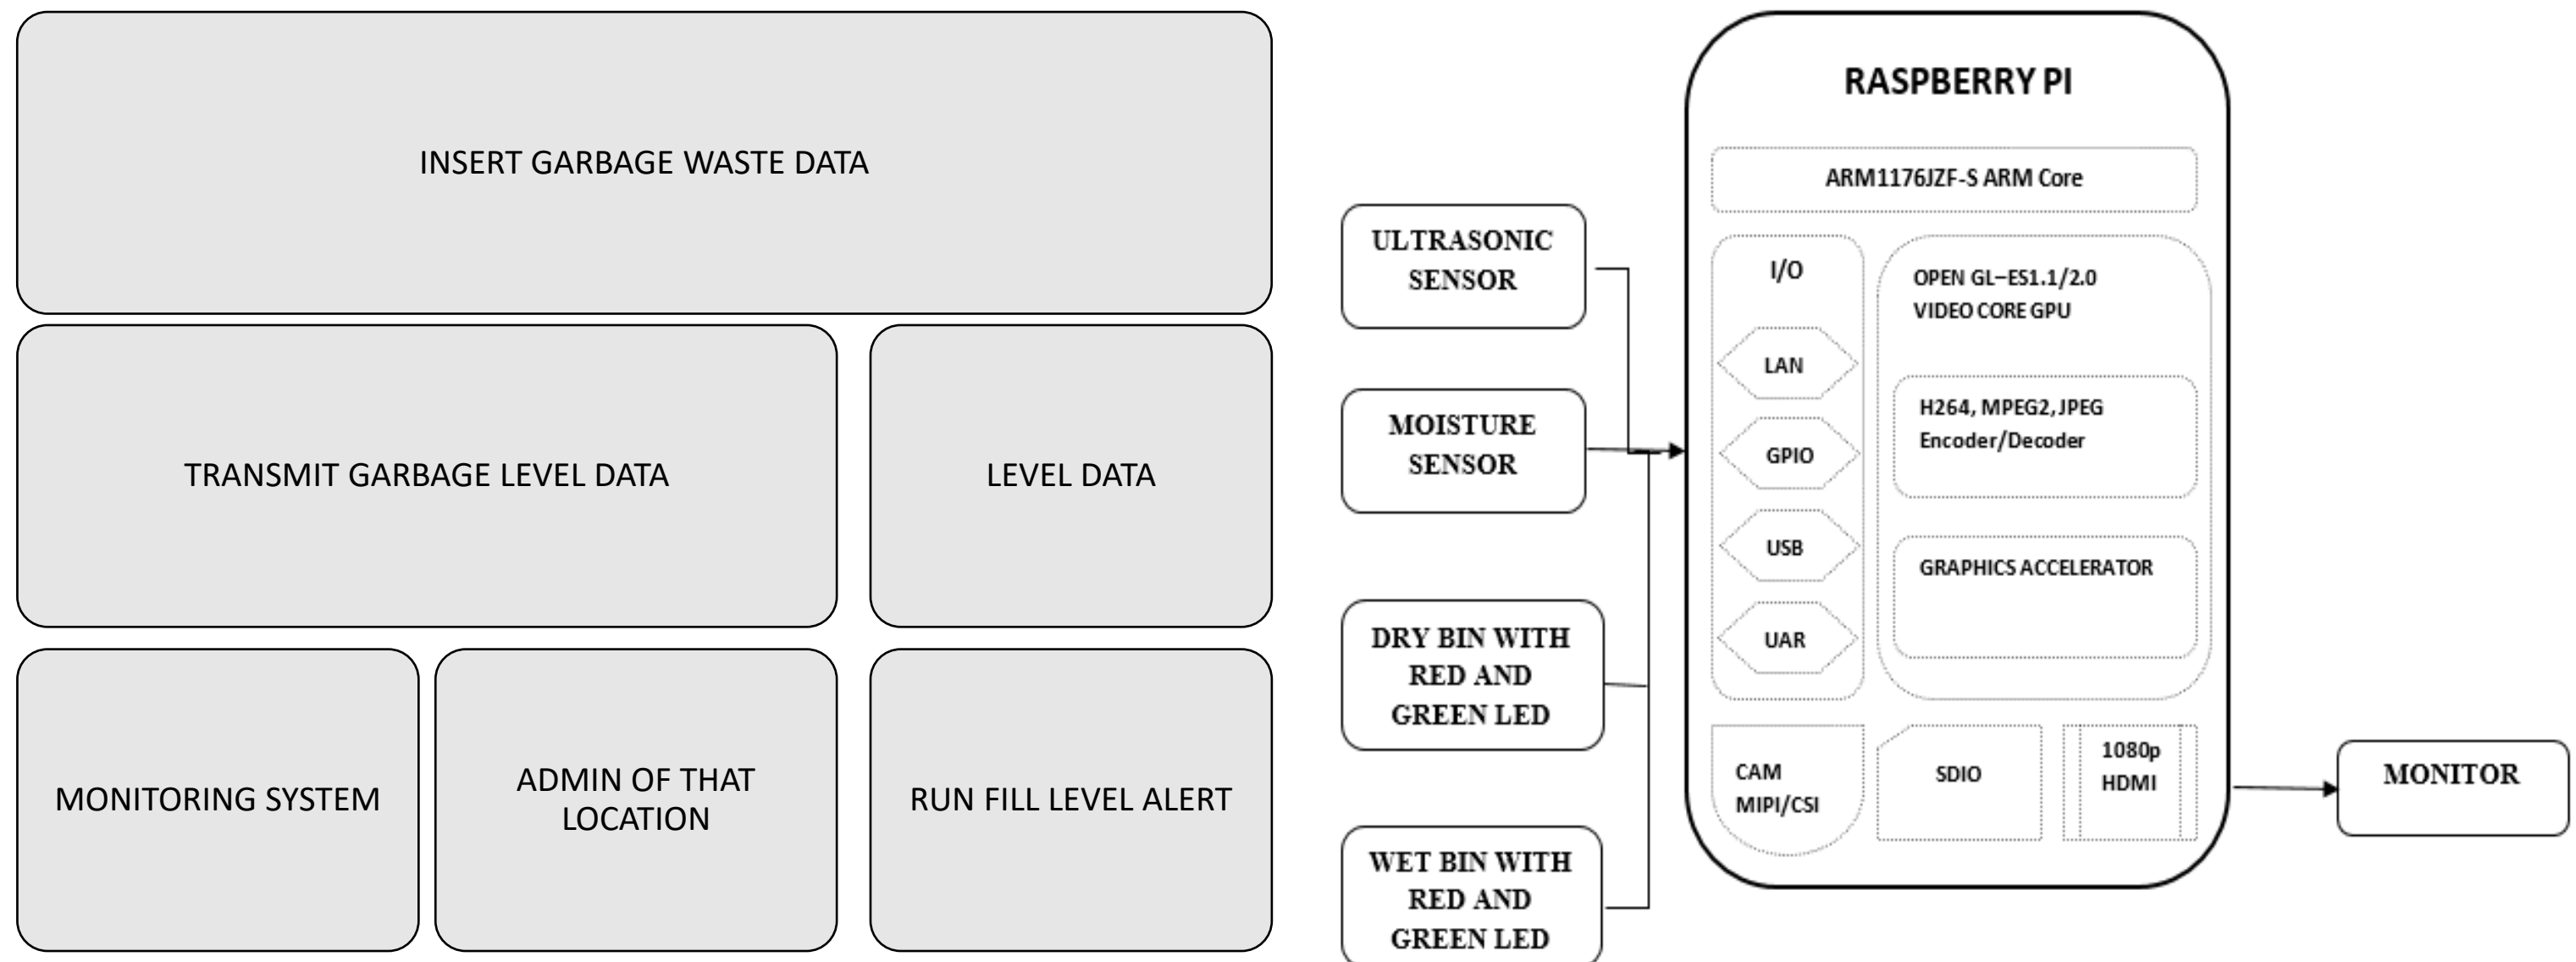 INSERT GARBAGE WASTE DATA
TRANSMIT GARBAGE LEVEL DATA
LEVEL DATA
MONITORING SYSTEM
ADMIN OF THAT
LOCATION
RUN FILL LEVEL ALERT
ULTRASONIC
SENSOR
MOISTURE
SENSOR
DRY BIN WITH
RED AND
GREEN LED
WET BIN WITH
RED AND
GREEN LED
RASPBERRY PI
ARM1176JZF-S ARM Core
I/O
LAN
GPIO
USB
UAR
OPEN GL–ES1.1/2.0
VIDEO CORE GPU
H264, MPEG2, JPEG
Encoder/Decoder
GRAPHICS ACCELERATOR
CAM
MIPI/CSI
SDIO
1080p
HDMI
MONITOR